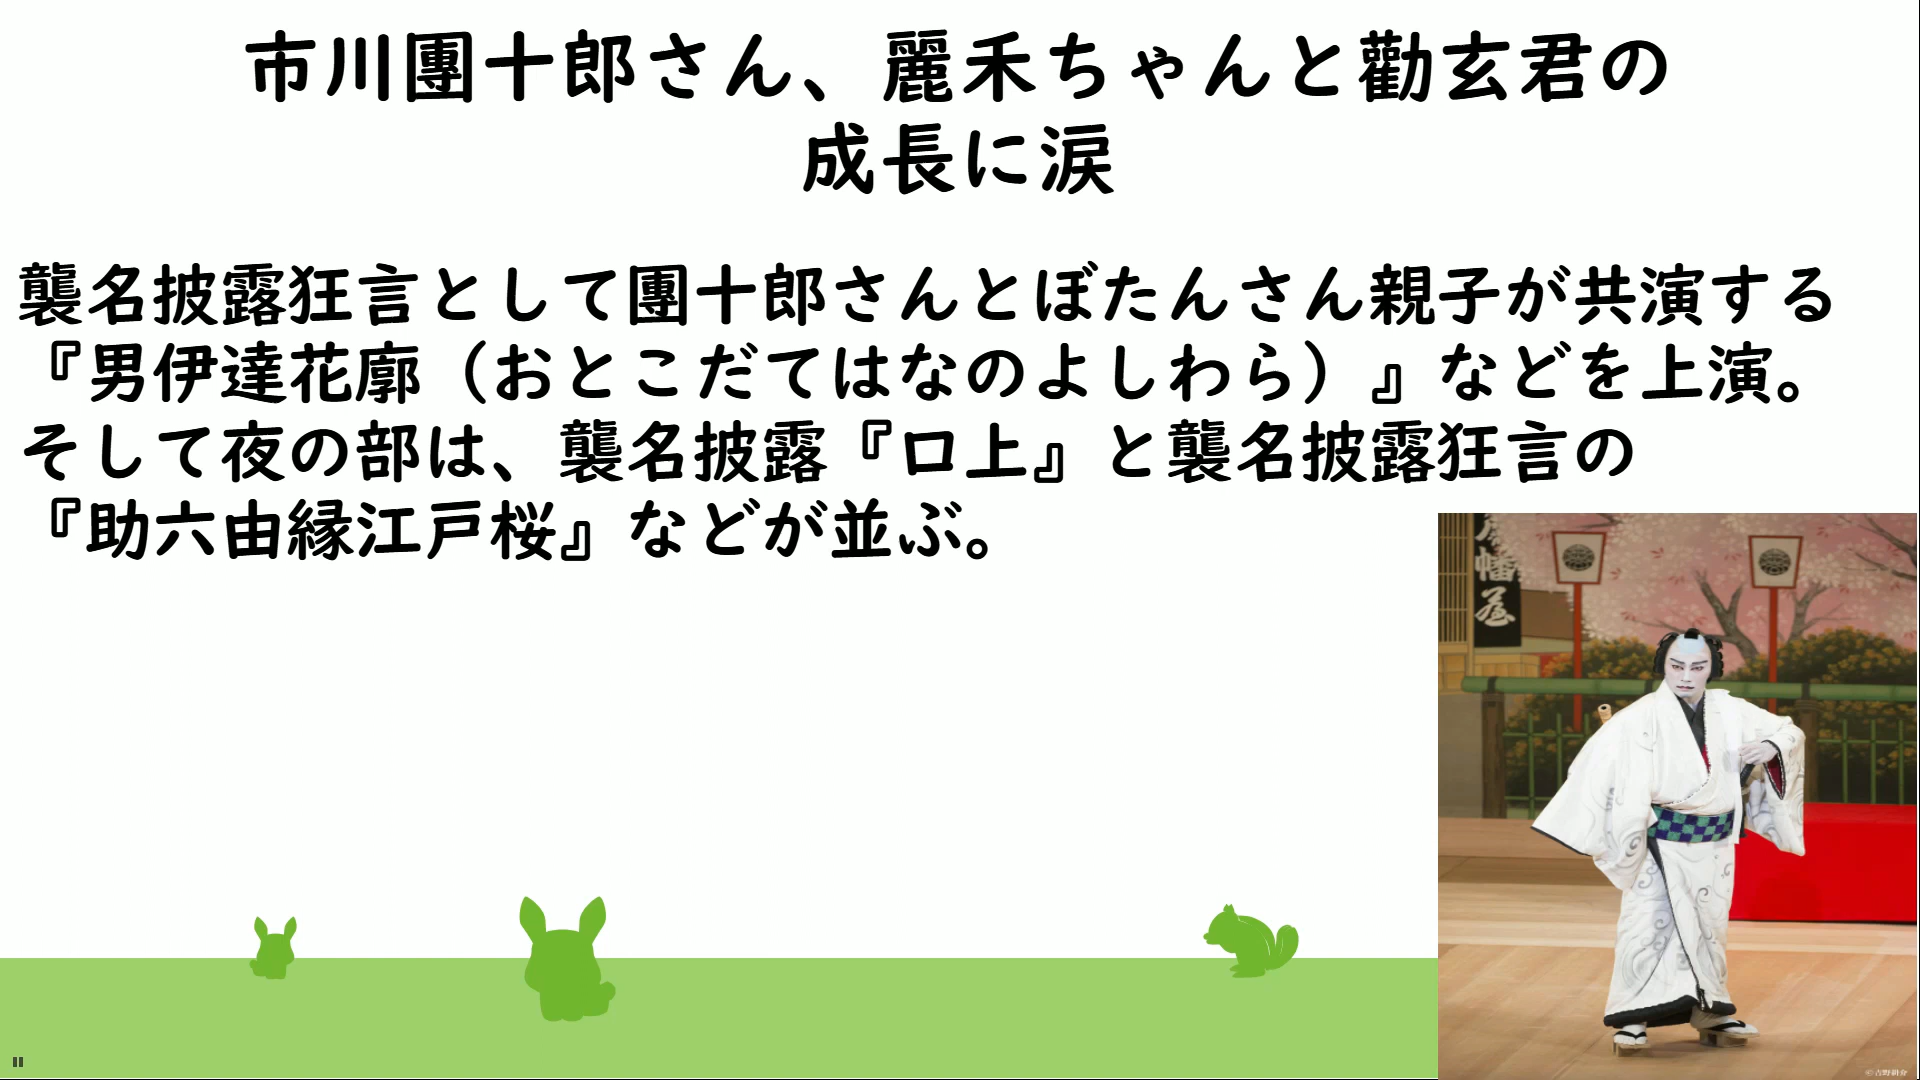 市川團十郎さん、麗禾ちゃんと勸玄君の
成長に涙
襲名披露狂言として團十郎さんとぼたんさん親子が共演する
『男伊達花廓（おとこだてはなのよしわら）』などを上演。
そして夜の部は、襲名披露『口上』と襲名披露狂言の
『助六由縁江戸桜』などが並ぶ。
幡